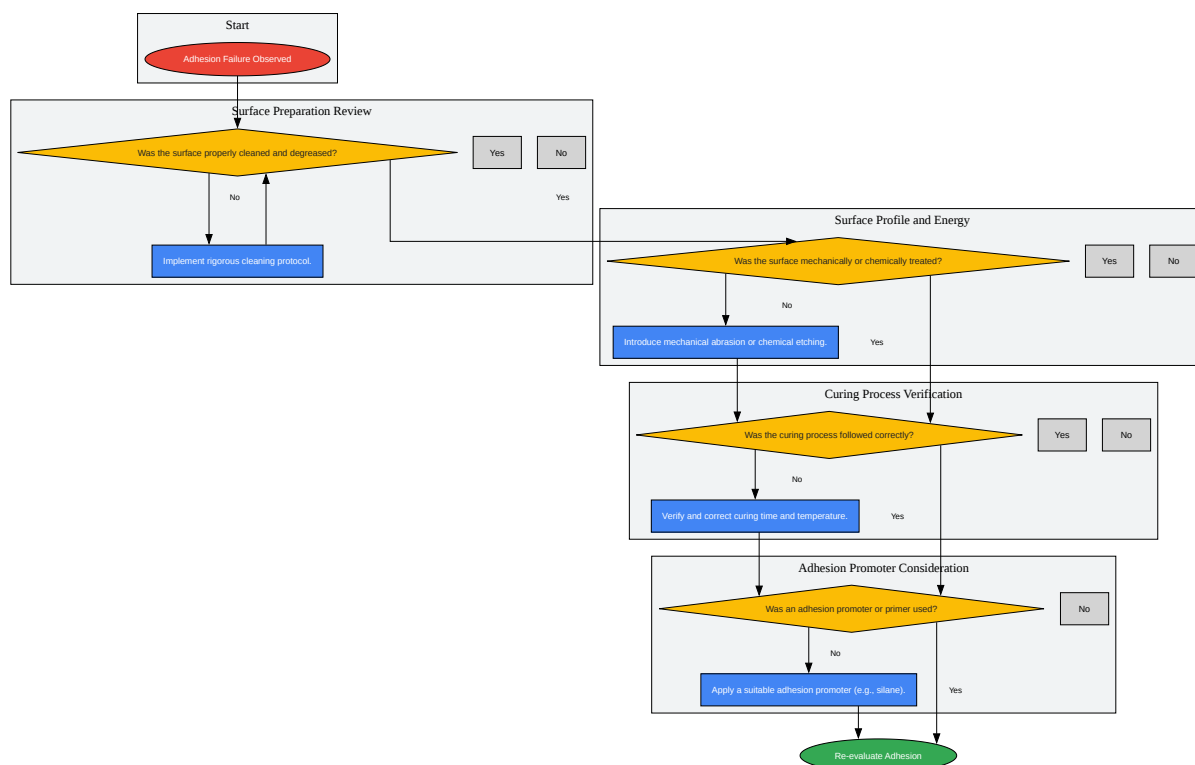 Start
Adhesion Failure Observed
Surface Preparation Review
Was the surface properly cleaned and degreased?
Yes
No
No
Yes
Implement rigorous cleaning protocol.
Surface Profile and Energy
Was the surface mechanically or chemically treated?
Yes
No
No
Introduce mechanical abrasion or chemical etching.
Yes
Curing Process Verification
Was the curing process followed correctly?
Yes
No
No
Verify and correct curing time and temperature.
Yes
Adhesion Promoter Consideration
Was an adhesion promoter or primer used?
No
No
Apply a suitable adhesion promoter (e.g., silane).
Yes
Re-evaluate Adhesion